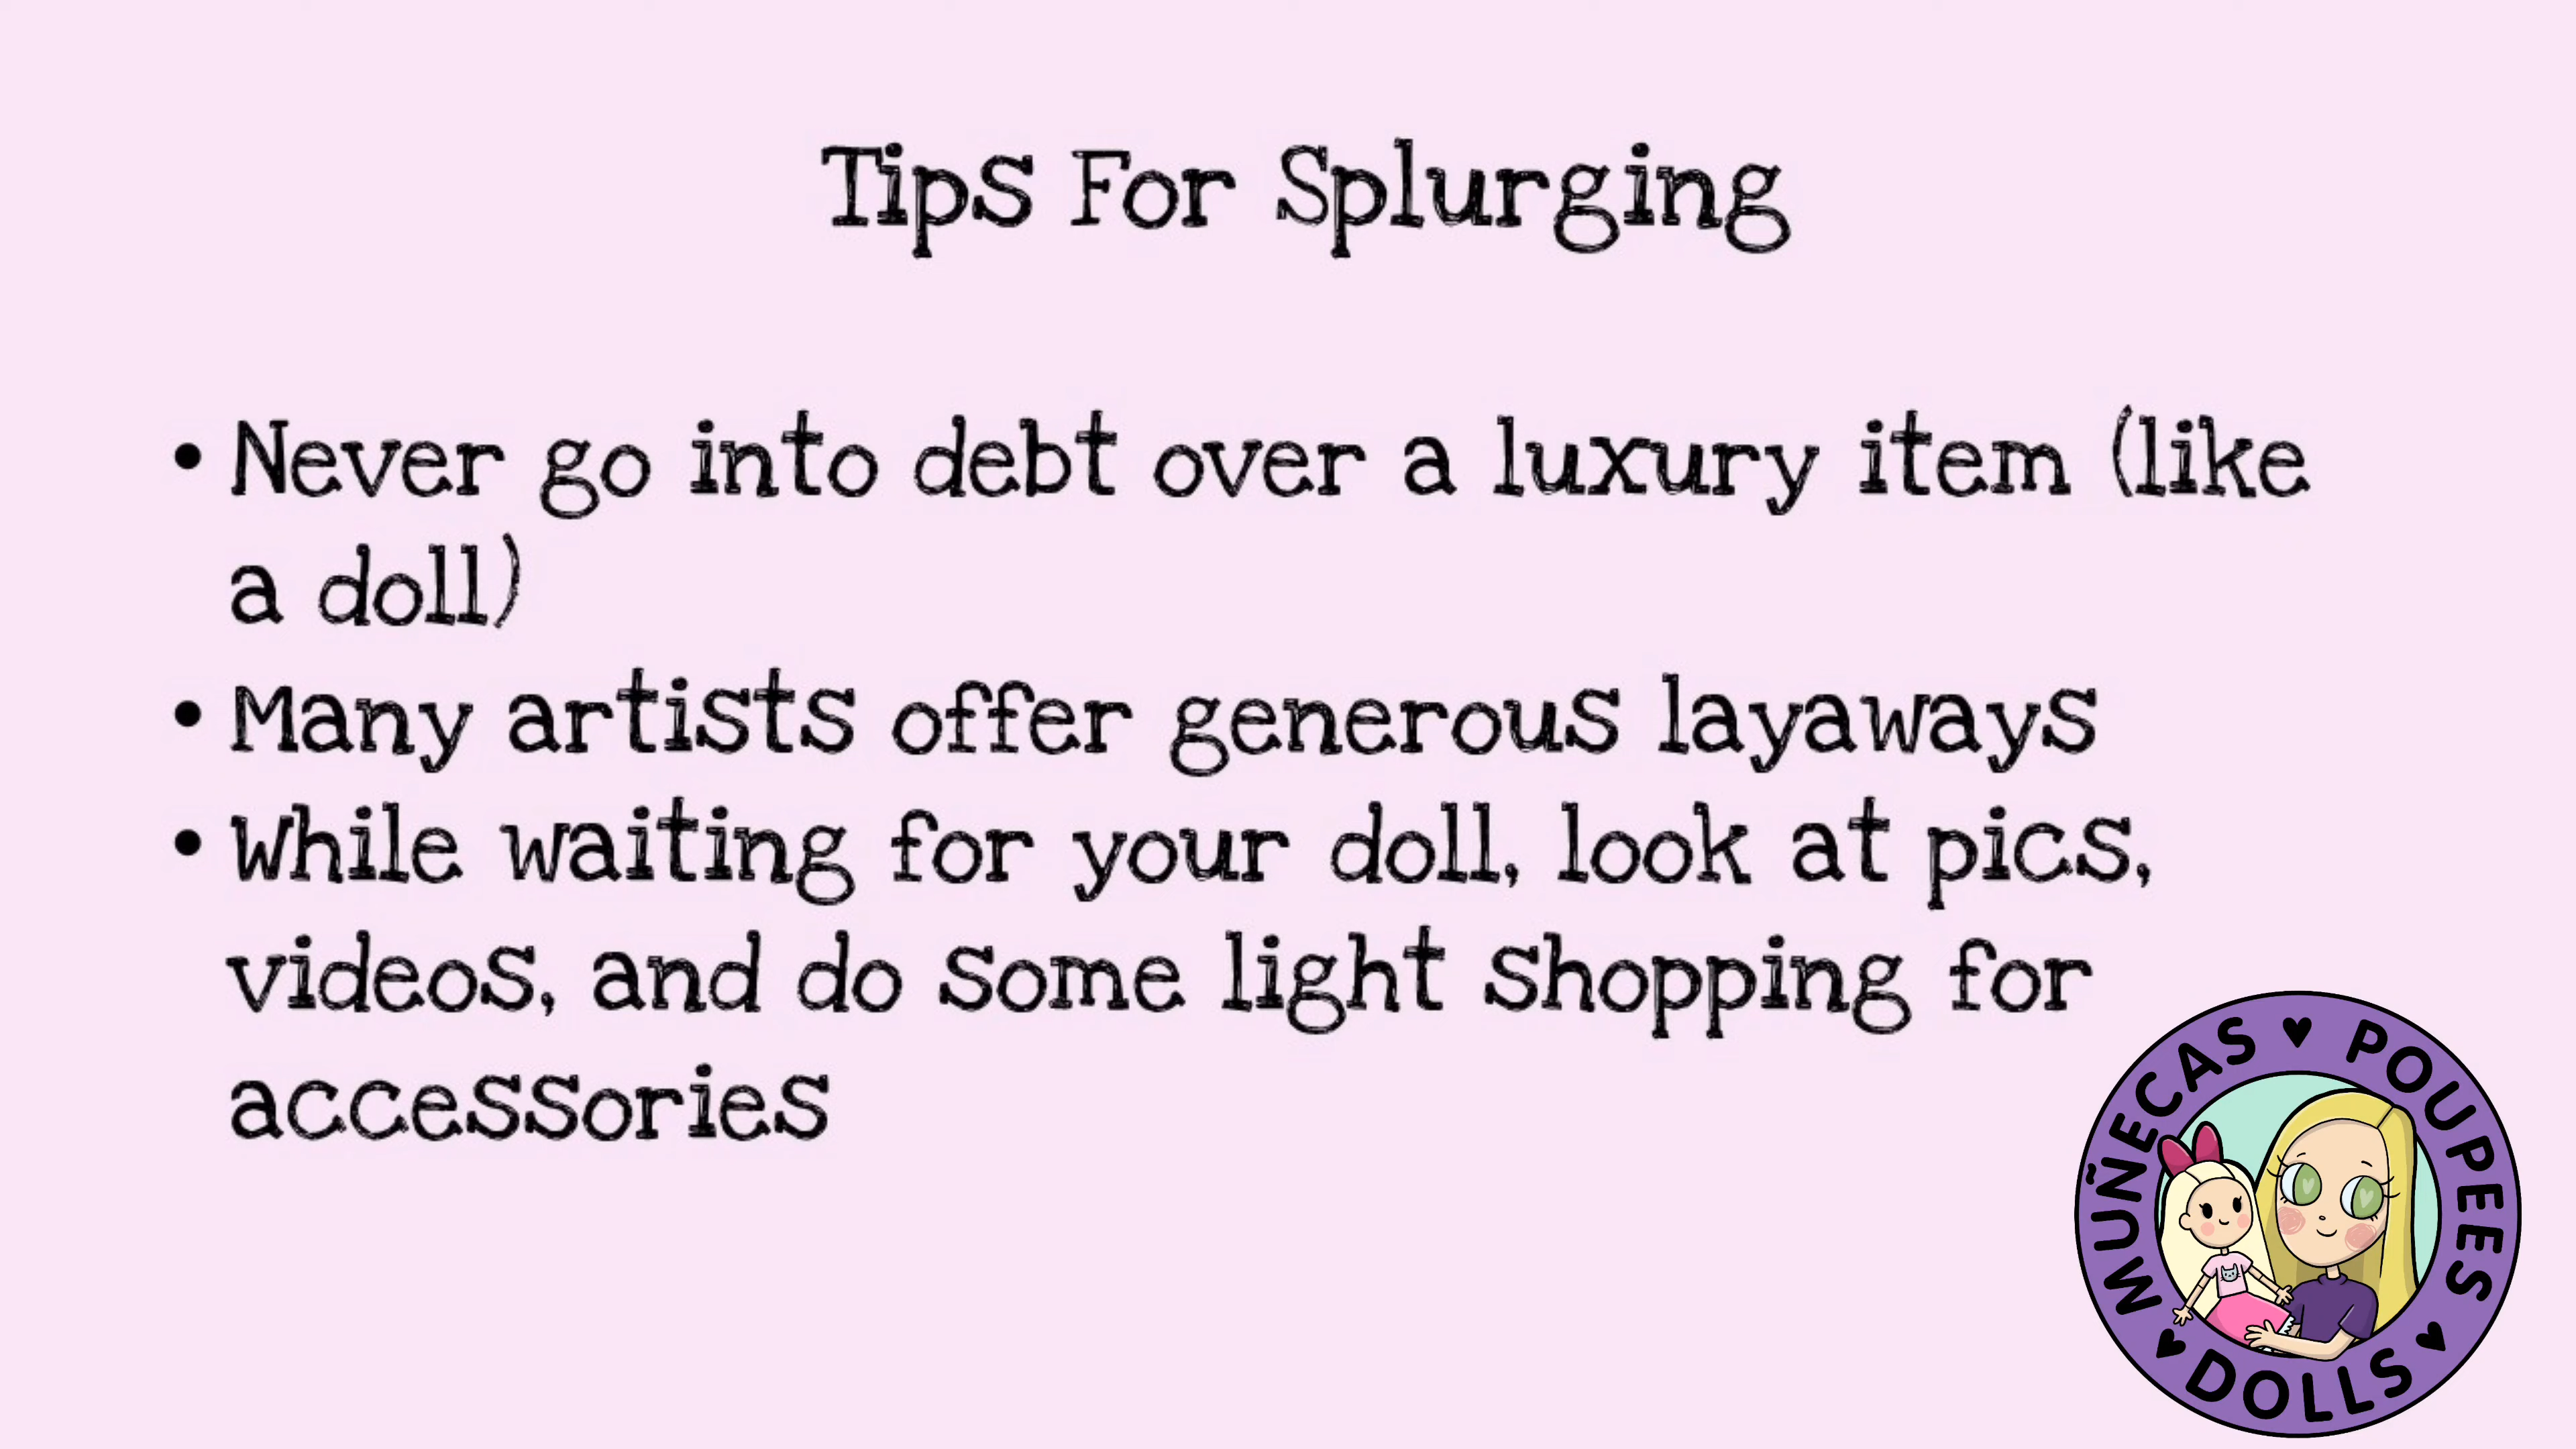 Tips For Splurging
• Never go into debt over a luxury item (like
a doll)
• Many artists offer generous layaways
• While waiting for your doll, look at pics,
videos, and do some light shopping for
accessories
MUÑECAS ♥ POUPEES ♥ DOLLS ♥